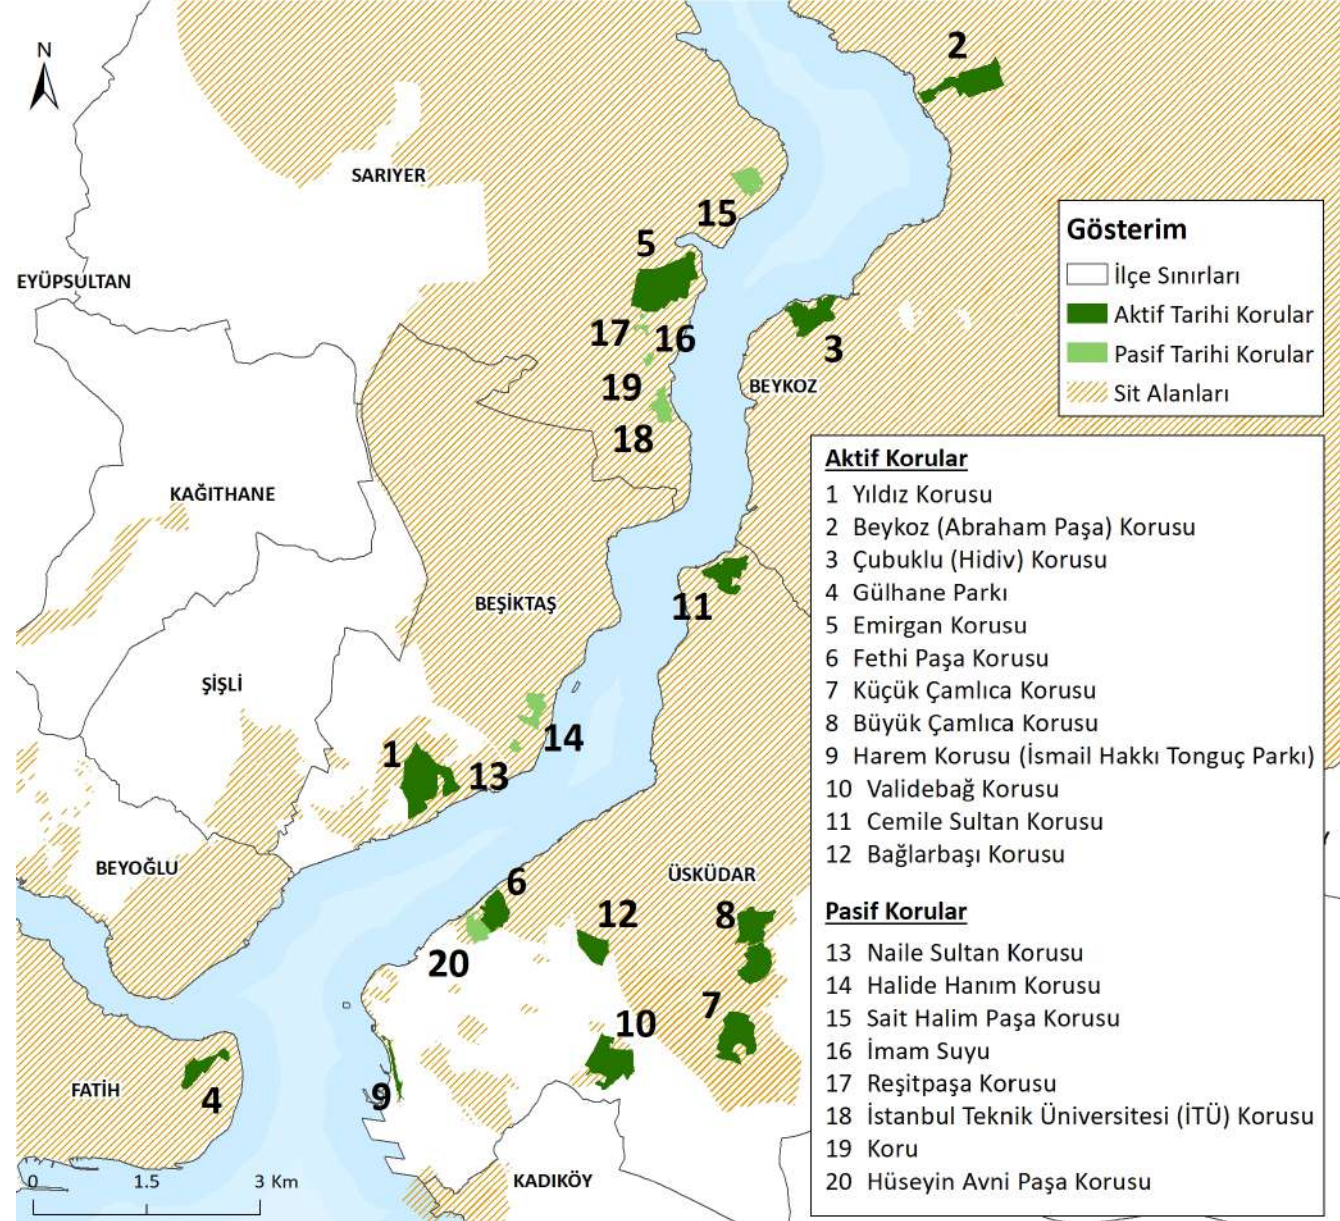 N
2
SARIYER
15
5
Gösterim
EYÜPSULTAN
İlçe Sınırları
Aktif Tarihi Korular
17
16
3
Pasif Tarihi Korular
19
BEYKOZ
Sit Alanları
18
KAĞITHANE
11
BEŞİKTAŞ
ŞİŞLİ
14
1
13
BEYOĞLU
6
ÜSKÜDAR
12
8
20
7
10
9
FATİH
4
0 1.5 3 Km
KADIKÖY
Aktif Korular
1 Yıldız Korusu
2 Beykoz (Abraham Paşa) Korusu
3 Çubuklu (Hidiv) Korusu
4 Gülhane Parkı
5 Emirgan Korusu
6 Fethi Paşa Korusu
7 Küçük Çamlıca Korusu
8 Büyük Çamlıca Korusu
9 Harem Korusu (İsmail Hakkı Tonguç Parkı)
10 Validebağ Korusu
11 Cemile Sultan Korusu
12 Bağlarbaşı Korusu
Pasif Korular
13 Naile Sultan Korusu
14 Halide Hanım Korusu
15 Sait Halim Paşa Korusu
16 İmam Suyu
17 Reşitpaşa Korusu
18 İstanbul Teknik Üniversitesi (İTÜ) Korusu
19 Koru
20 Hüseyin Avni Paşa Korusu